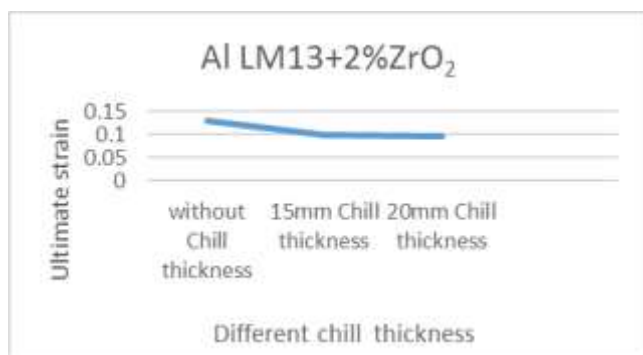 Al LM13+2%ZrO₂
Ultimate strain
0.15
0.1
0.05
0
without
Chill
thickness
15mm Chill
thickness
20mm Chill
thickness
Different chill thickness